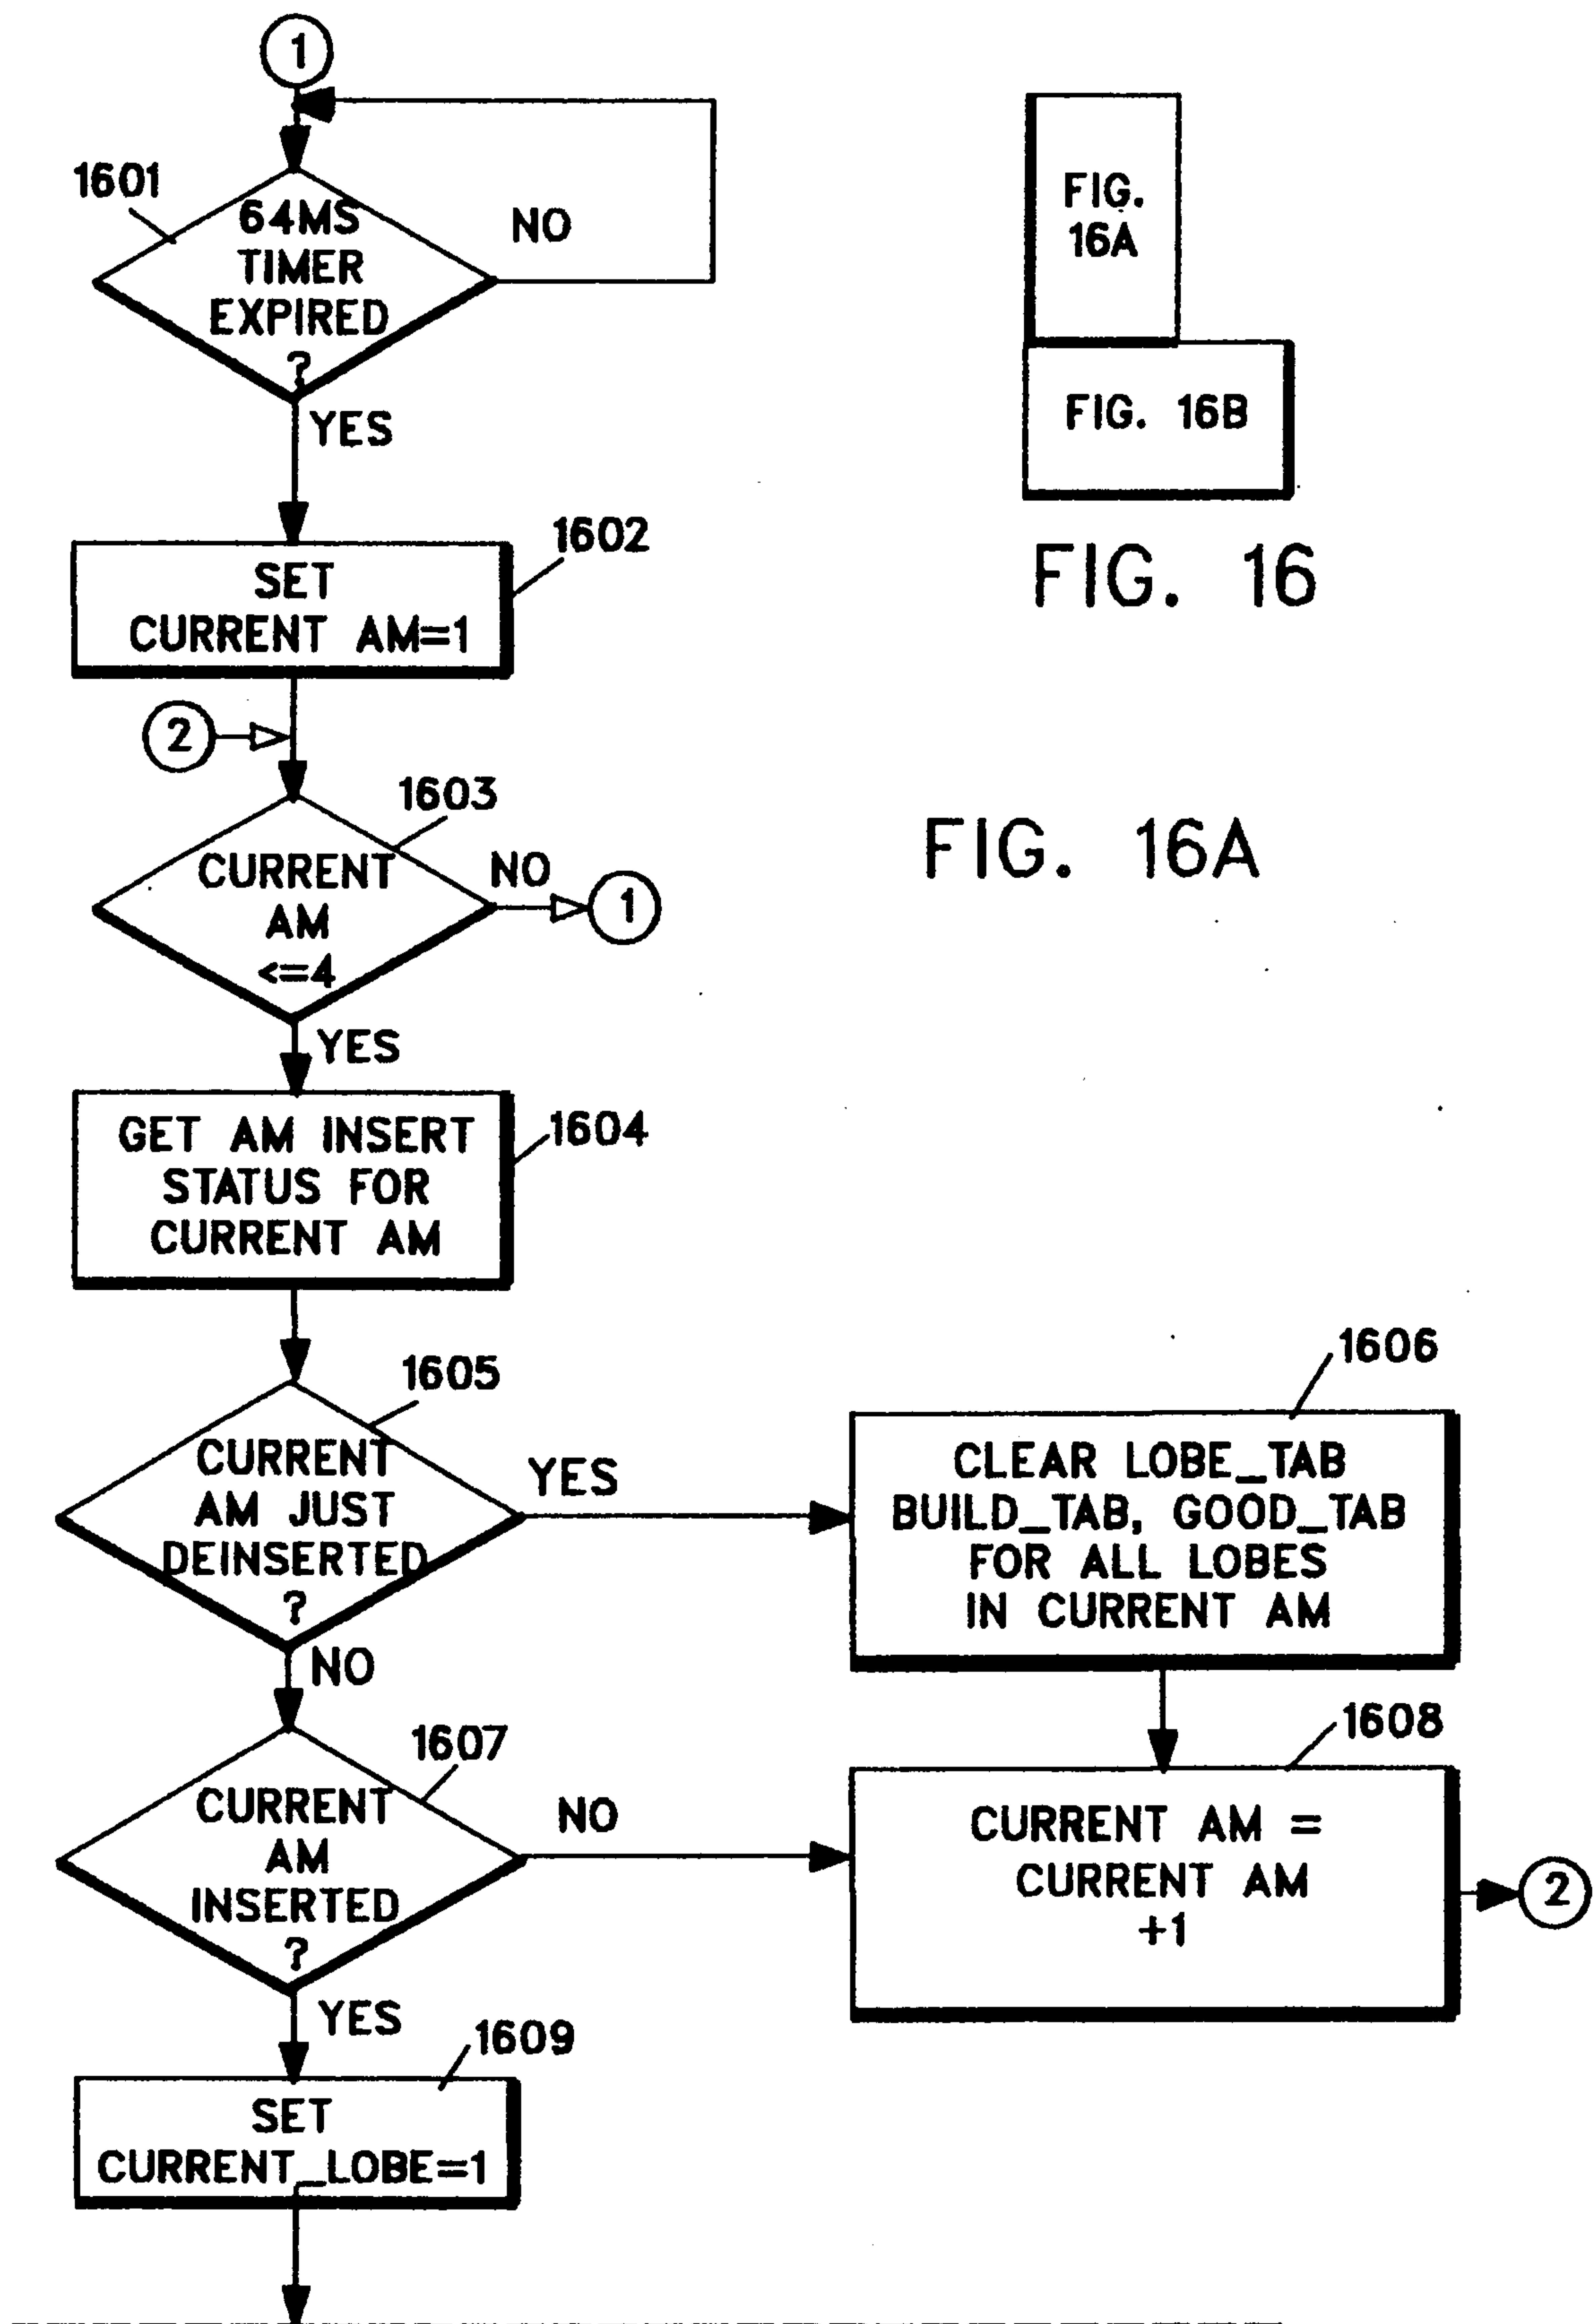 1
1601
64MS
TIMER
EXPIRED
?
NO
YES
FIG.
16A
FIG. 16B
FIG. 16
1602
SET
CURRENT AM=1
2
1603
CURRENT
AM
<=4
NO
1
YES
FIG. 16A
1604
GET AM INSERT
STATUS FOR
CURRENT AM
1605
CURRENT
AM JUST
DEINSERTED
?
YES
NO
1606
CLEAR LOBE_TAB
BUILD_TAB, GOOD_TAB
FOR ALL LOBES
IN CURRENT AM
1607
CURRENT
AM
INSERTED
?
NO
YES
1608
CURRENT AM =
CURRENT AM
+1
2
1609
SET
CURRENT_LOBE=1